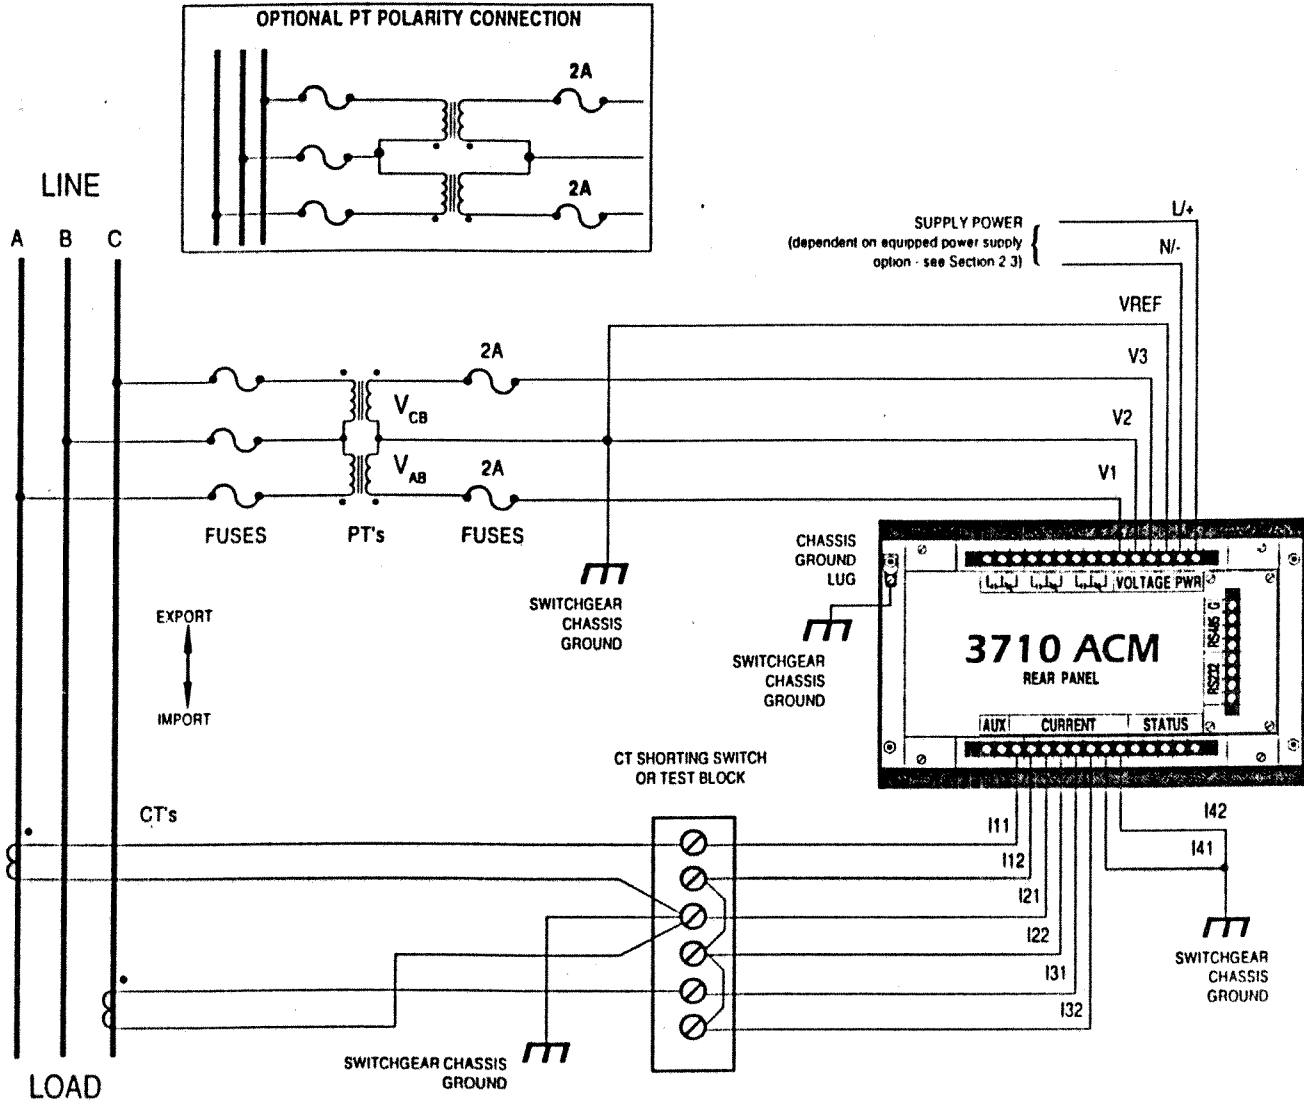 OPTIONAL PT POLARITY CONNECTION
2A
2A
LINE
A B C
SUPPLY POWER
(dependent on equipped power supply
option - see Section 2 3)
L/+
N/-
VREF
V3
V2
V1
2A
VCB
VAB
2A
FUSES
PT's
FUSES
SWITCHGEAR
CHASSIS
GROUND
CHASSIS
GROUND
LUG
SWITCHGEAR
CHASSIS
GROUND
EXPORT
IMPORT
VOLTAGE PWR
RS485 G
RS232
3710 ACM
REAR PANEL
AUX CURRENT STATUS
CT SHORTING SWITCH
OR TEST BLOCK
CT's
I11
I12
I21
I22
I31
I32
I42
I41
SWITCHGEAR
CHASSIS
GROUND
SWITCHGEAR CHASSIS
GROUND
LOAD